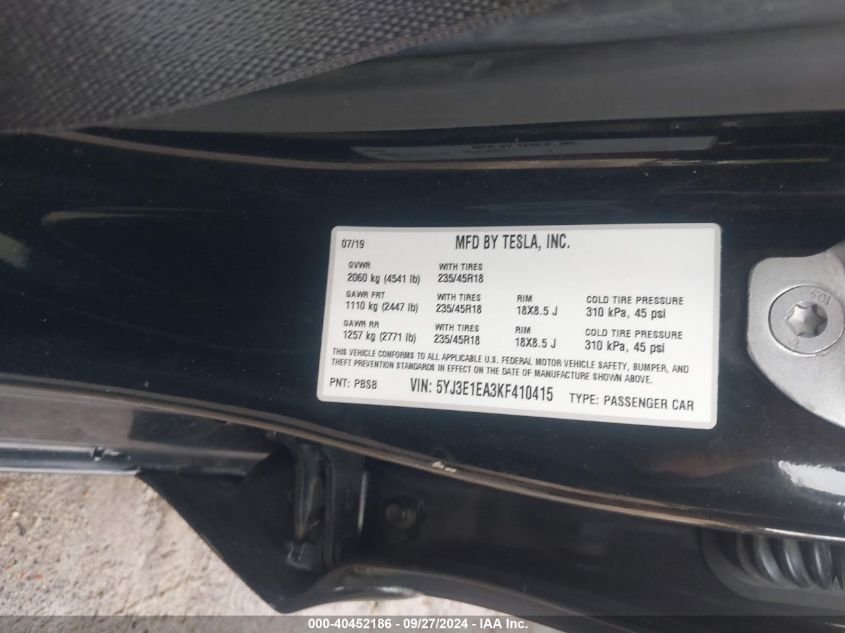 MFD BY TESLA, INC.
07/19 MFD BY TESLA, INC.
GVWR WITH TIRES
2060 kg (4541 lb) 235/45R18
GAWR FRT WITH TIRES RIM COLD TIRE PRESSURE
1110 kg (2447 lb) 235/45R18 18X8.5 J 310 kPa, 45 psi
GAWR RR WITH TIRES RIM COLD TIRE PRESSURE
1257 kg (2771 lb) 235/45R18 18X8.5 J 310 kPa, 45 psi
THIS VEHICLE CONFORMS TO ALL APPLICABLE U.S. FEDERAL MOTOR VEHICLE SAFETY, BUMPER, AND
THEFT PREVENTION STANDARDS IN EFFECT ON THE DATE OF MANUFACTURE SHOWN ABOVE.
PNT: PBSB VIN: 5YJ3E1EA3KF410415 TYPE: PASSENGER CAR
000-40452186 - 09/27/2024 - IAA Inc.